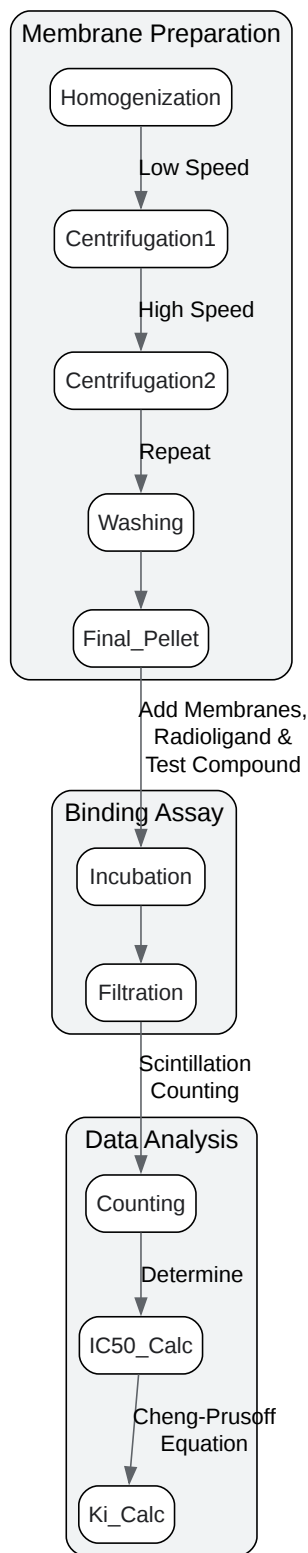 Membrane Preparation
Homogenization
Low Speed
Centrifugation1
High Speed
Centrifugation2
Repeat
Washing
Final_Pellet
Add Membranes,
Radioligand &
Test Compound
Binding Assay
Incubation
Filtration
Scintillation
Counting
Data Analysis
Counting
Determine
IC50_Calc
Cheng-Prusoff
Equation
Ki_Calc